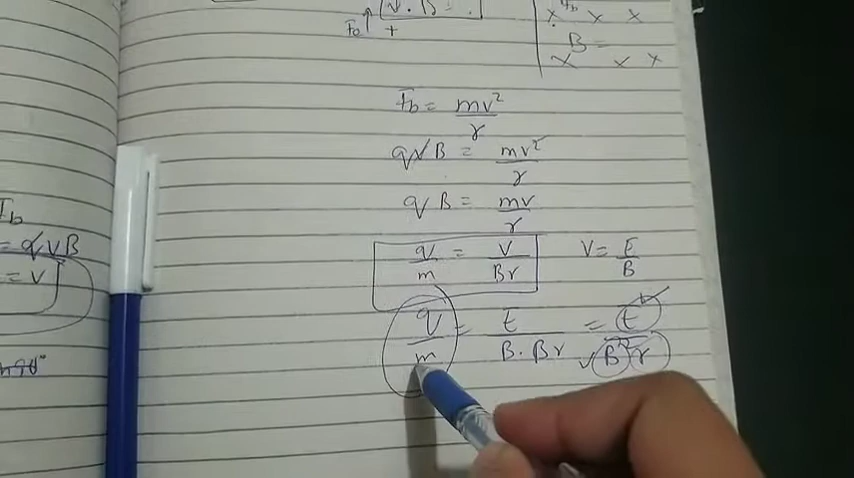 Fb = mv²/r
qvB = mv²/r
qB = mv/r
q/m = v/Br V = E/B
q/m = E/B·Br = E/B²r
Fb
= qvB
= v
B
x x x
x x x